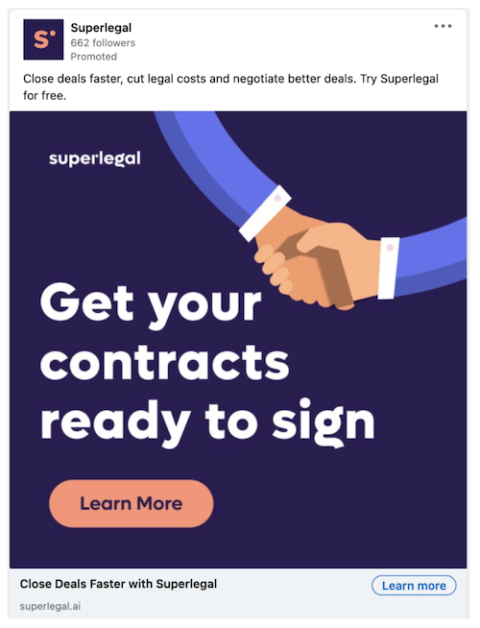 Superlegal
662 followers
Promoted
Close deals faster, cut legal costs and negotiate better deals. Try Superlegal
for free.
S
superlegal
Get your
contracts
ready to sign
Learn More
Close Deals Faster with Superlegal
Learn more
superlegal.ai